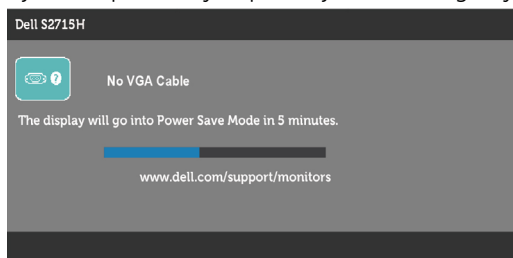 Dell S2715H
?
No VGA Cable
The display will go into Power Save Mode in 5 minutes.
www.dell.com/support/monitors